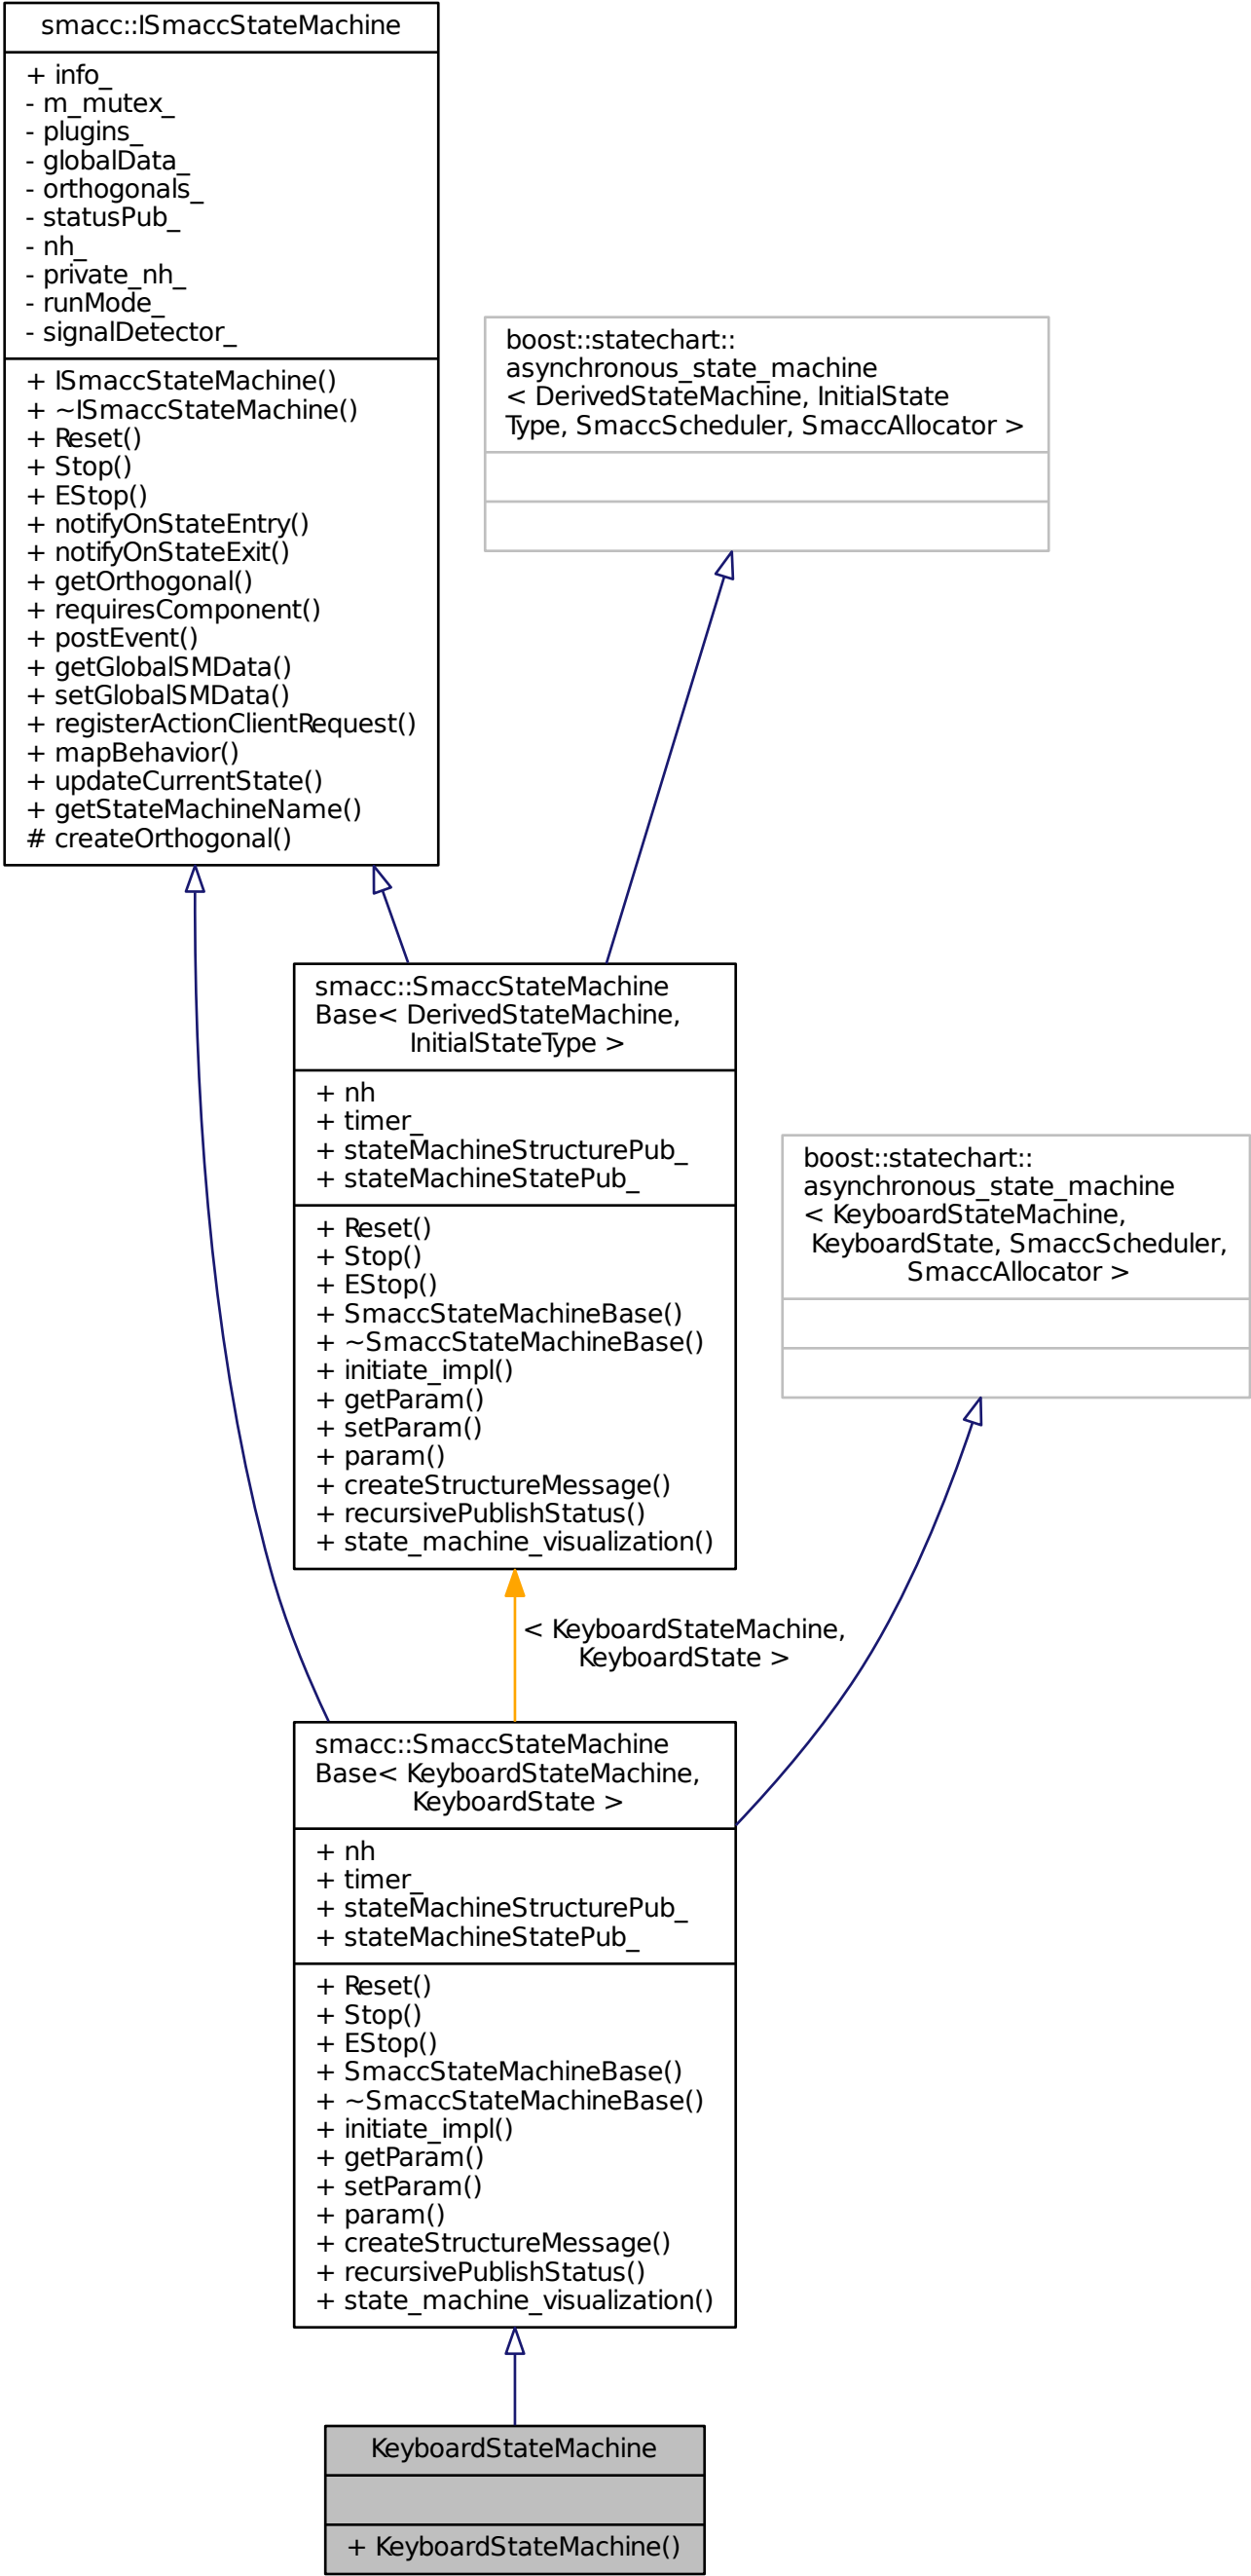 smacc::ISmaccStateMachine
+ info_
- m_mutex_
- plugins_
- globalData_
- orthogonals_
- statusPub_
- nh_
- private_nh_
- runMode_
- signalDetector_
+ ISmaccStateMachine()
+ ~ISmaccStateMachine()
+ Reset()
+ Stop()
+ EStop()
+ notifyOnStateEntry()
+ notifyOnStateExit()
+ getOrthogonal()
+ requiresComponent()
+ postEvent()
+ getGlobalSMData()
+ setGlobalSMData()
+ registerActionClientRequest()
+ mapBehavior()
+ updateCurrentState()
+ getStateMachineName()
# createOrthogonal()
boost::statechart::
asynchronous_state_machine
< DerivedStateMachine, InitialState
Type, SmaccScheduler, SmaccAllocator >
smacc::SmaccStateMachine
Base< DerivedStateMachine,
InitialStateType >
+ nh
+ timer_
+ stateMachineStructurePub_
+ stateMachineStatePub_
+ Reset()
+ Stop()
+ EStop()
+ SmaccStateMachineBase()
+ ~SmaccStateMachineBase()
+ initiate_impl()
+ getParam()
+ setParam()
+ param()
+ createStructureMessage()
+ recursivePublishStatus()
+ state_machine_visualization()
boost::statechart::
asynchronous_state_machine
< KeyboardStateMachine,
KeyboardState, SmaccScheduler,
SmaccAllocator >
< KeyboardStateMachine,
KeyboardState >
smacc::SmaccStateMachine
Base< KeyboardStateMachine,
KeyboardState >
+ nh
+ timer_
+ stateMachineStructurePub_
+ stateMachineStatePub_
+ Reset()
+ Stop()
+ EStop()
+ SmaccStateMachineBase()
+ ~SmaccStateMachineBase()
+ initiate_impl()
+ getParam()
+ setParam()
+ param()
+ createStructureMessage()
+ recursivePublishStatus()
+ state_machine_visualization()
KeyboardStateMachine
+ KeyboardStateMachine()